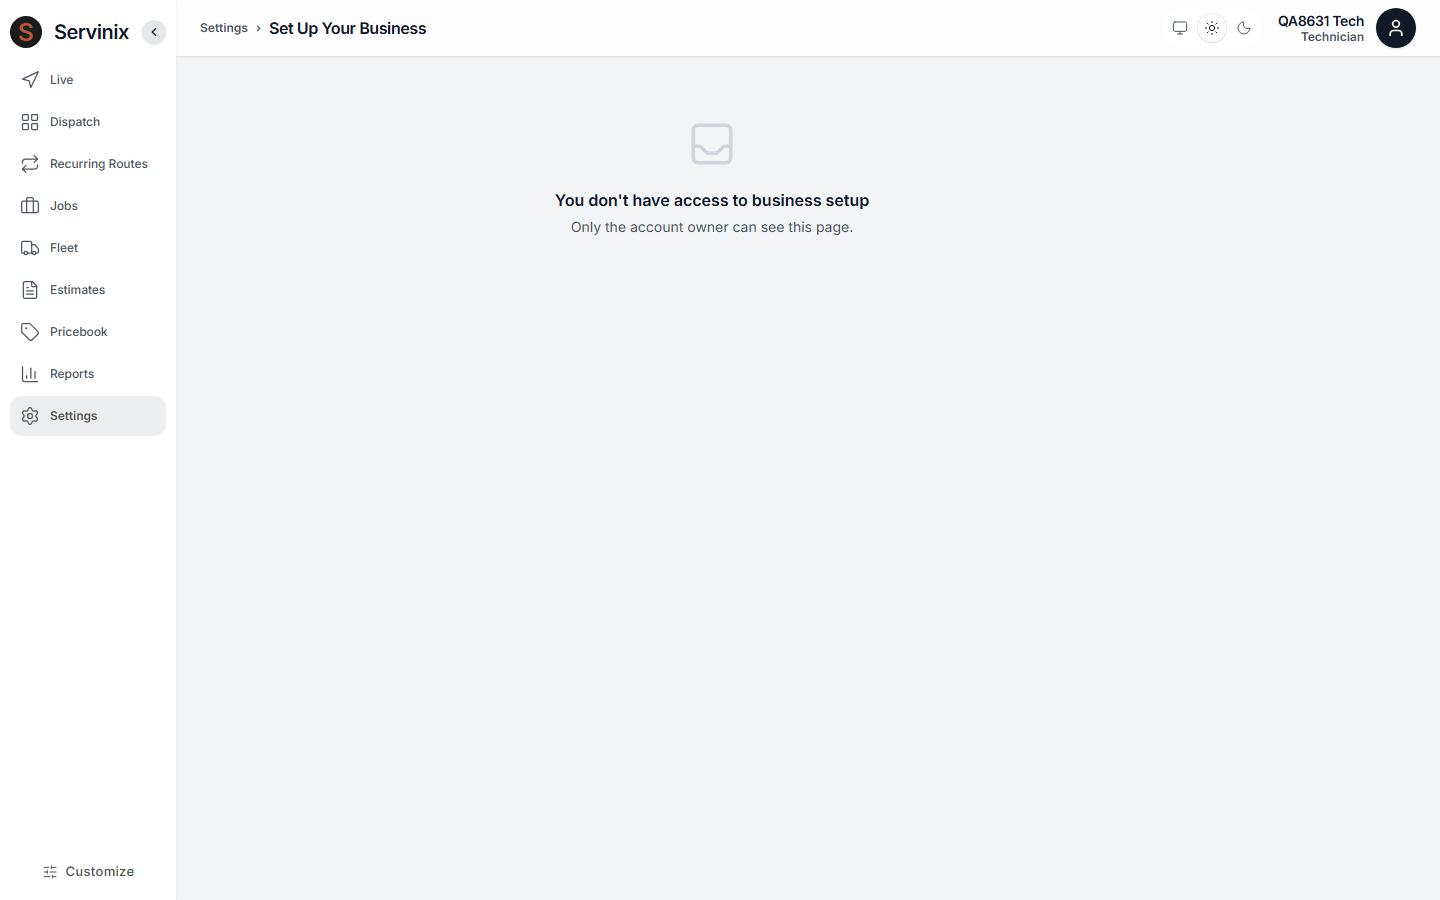 S Servinix
Settings › Set Up Your Business
QA8631 Tech
Technician
Live
Dispatch
Recurring Routes
Jobs
Fleet
Estimates
Pricebook
Reports
Settings
You don't have access to business setup
Only the account owner can see this page.
Customize